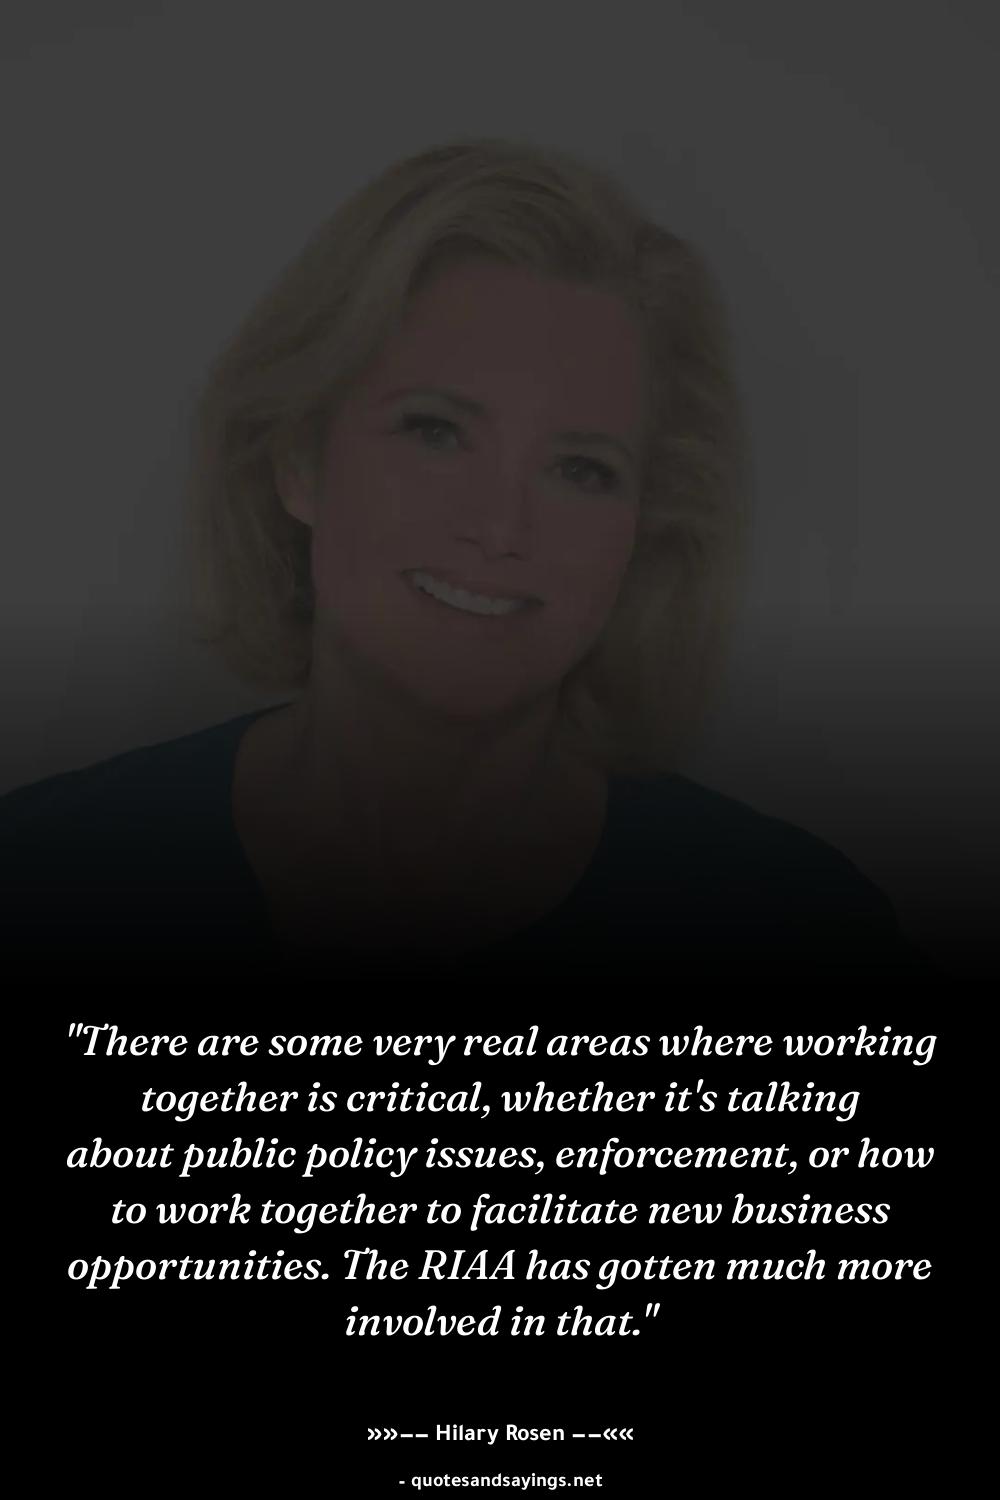 "There are some very real areas where working
together is critical, whether it's talking
about public policy issues, enforcement, or how
to work together to facilitate new business
opportunities. The RIAA has gotten much more
involved in that."
»»–– Hilary Rosen ––««
- quotesandsayings.net